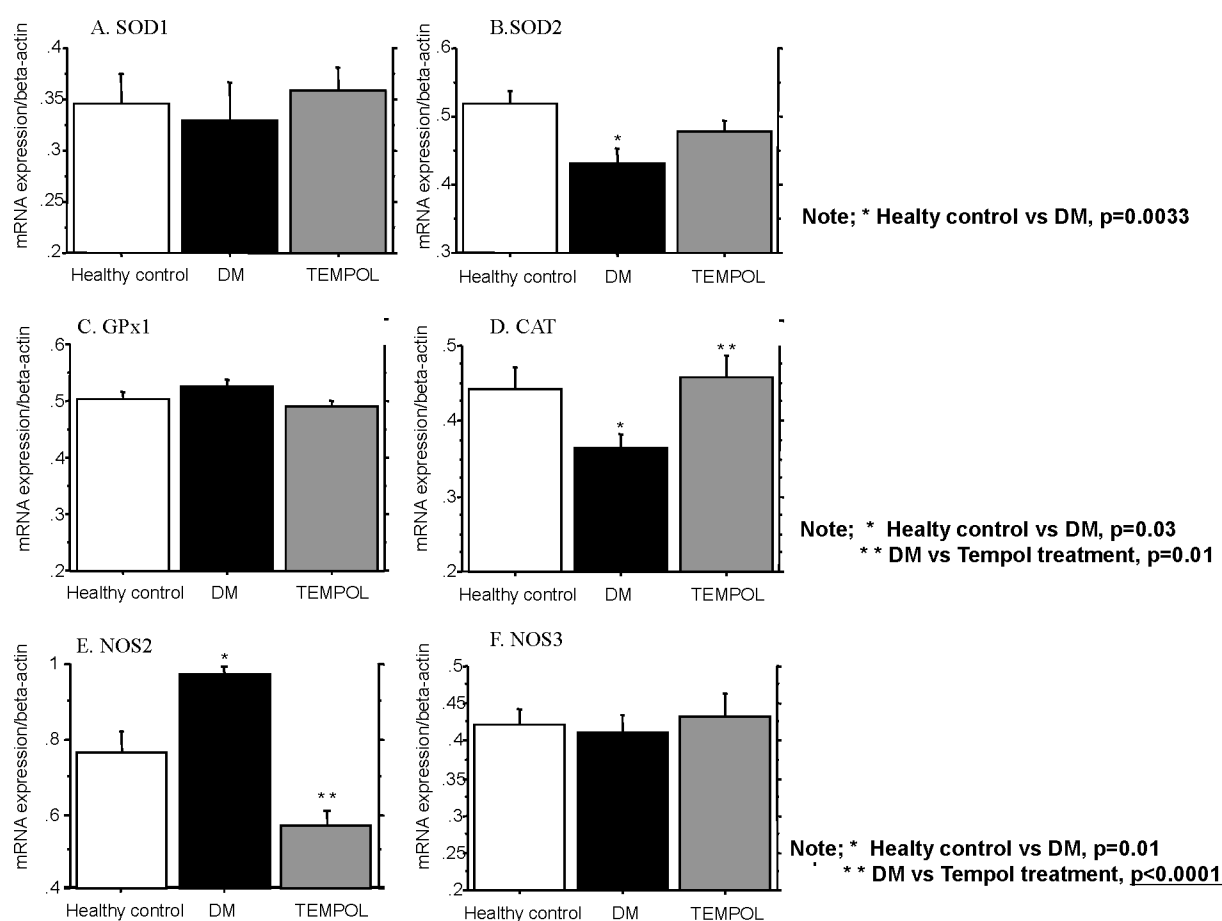 A. SOD1
mRNA expression/beta-actin
.4
.35
.3
.25
.2
Healthy control DM TEMPOL
B.SOD2
mRNA expression/beta-actin
.6
.5
*
.4
.3
Healthy control DM TEMPOL
Note; * Healty control vs DM, p=0.0033
C. GPx1
mRNA expression/beta-actin
.6
.5
.4
.3
.2
Healthy control DM TEMPOL
D. CAT
mRNA expression/beta-actin
.5
**
.4
*
.3
.2
Healthy control DM TEMPOL
Note; * Healty control vs DM, p=0.03
** DM vs Tempol treatment, p=0.01
E. NOS2
mRNA expression/beta-actin
1
*
.8
**
.6
.4
Healthy control DM TEMPOL
F. NOS3
mRNA expression/beta-actin
.5
.45
.4
.35
.3
.25
.2
Healthy control DM TEMPOL
Note; * Healty control vs DM, p=0.01
** DM vs Tempol treatment, p<0.0001